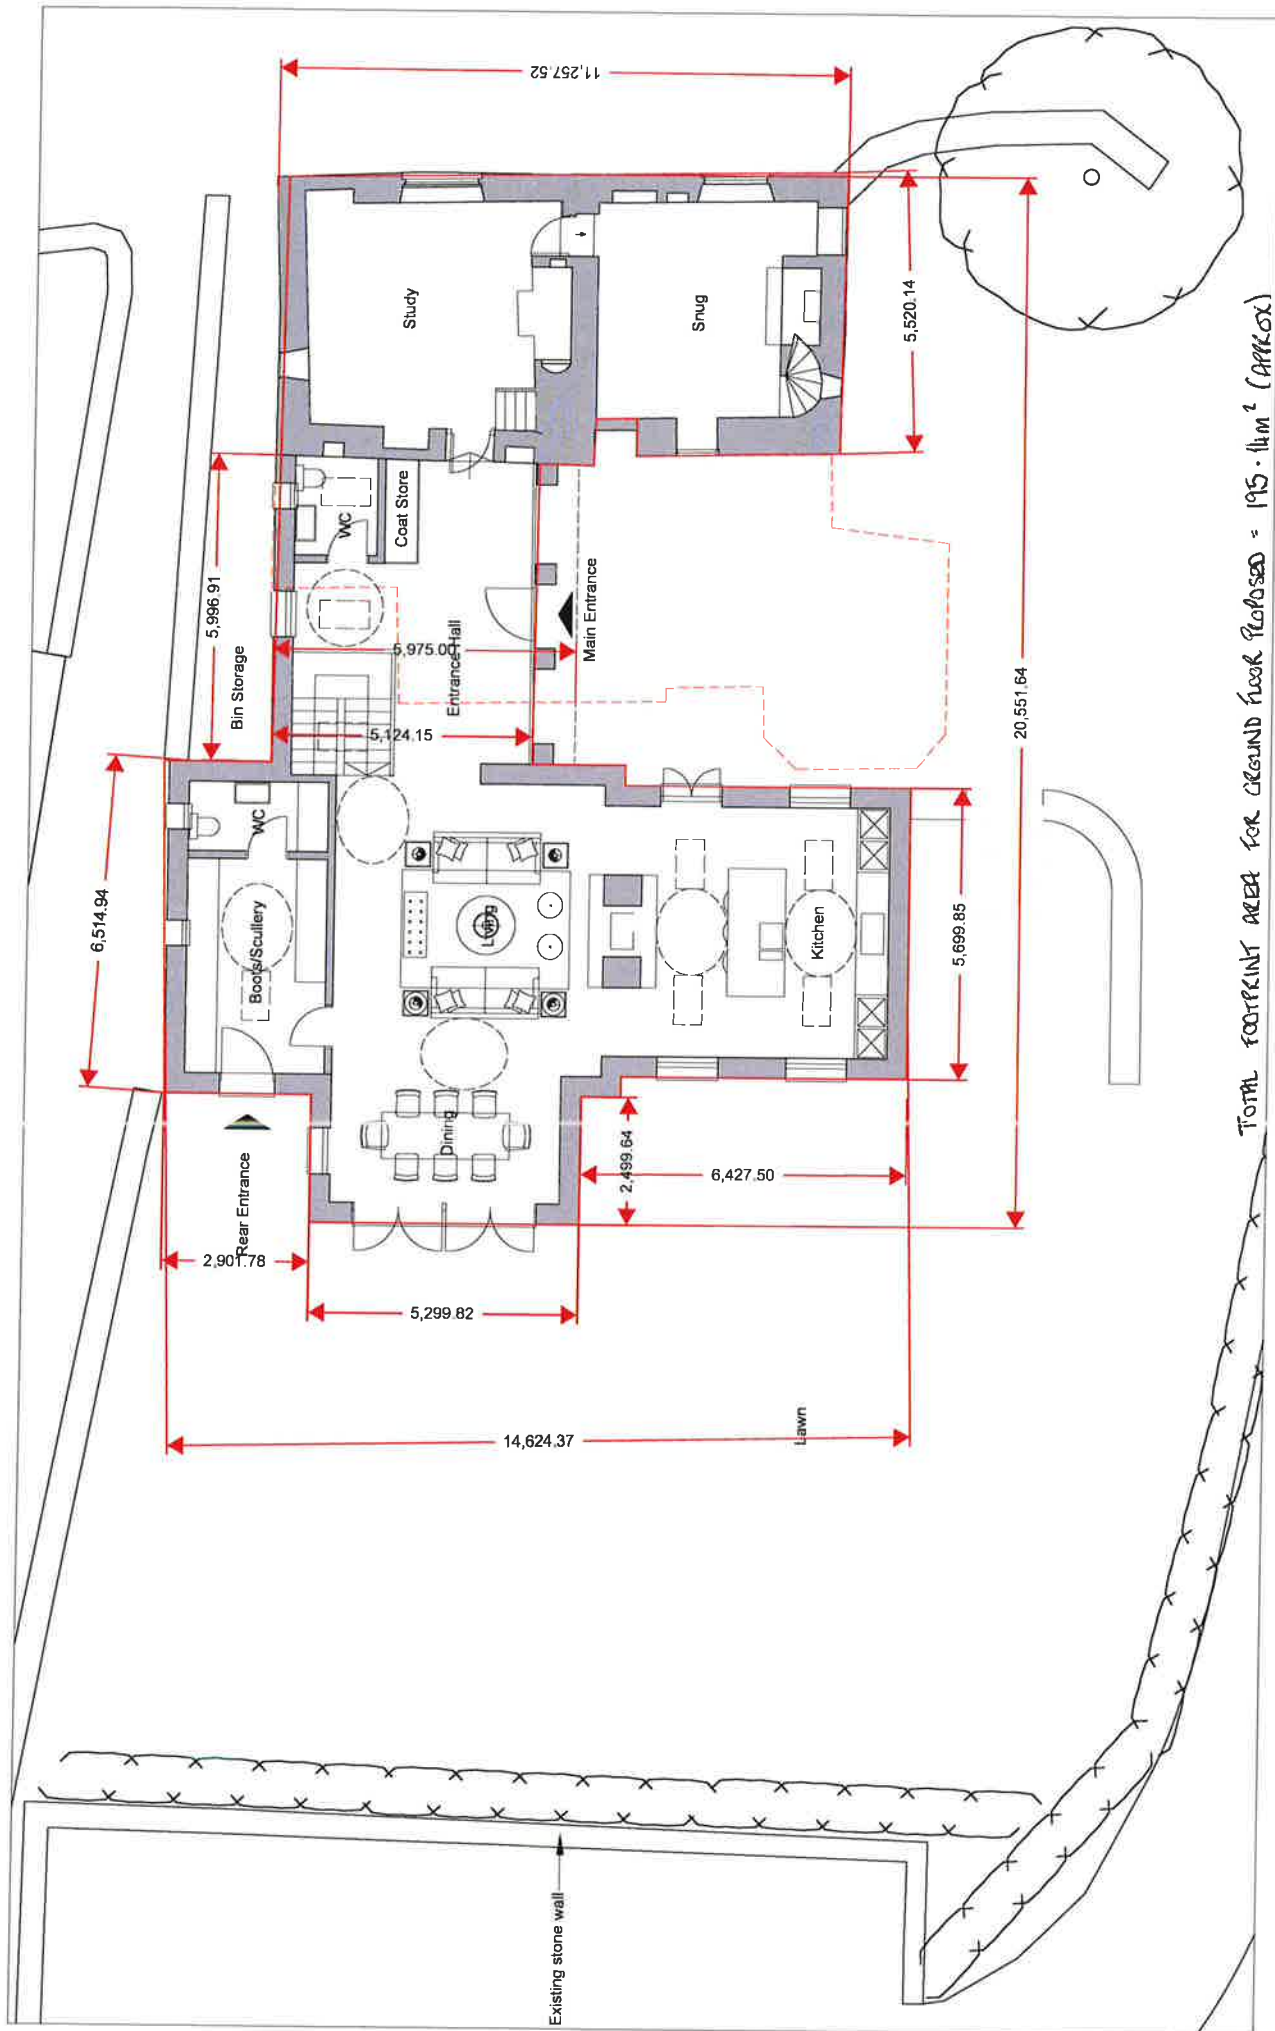 11,257.52
Study
Snug
5,520.14
WC
Coat Store
5,996.91
Bin Storage
5,975.00
Entrance Hall
Main Entrance
5,124.15
20,551.64
6,514.94
WC
Boots/Scullery
Living
Kitchen
5,699.85
Dining
Rear Entrance
2,901.78
2,499.64
6,427.50
5,299.82
14,624.37
Lawn
Existing stone wall
TOTAL FOOTPRINT AREA FOR GROUND FLOOR PROPOSED = 195.11m² (APPROX)